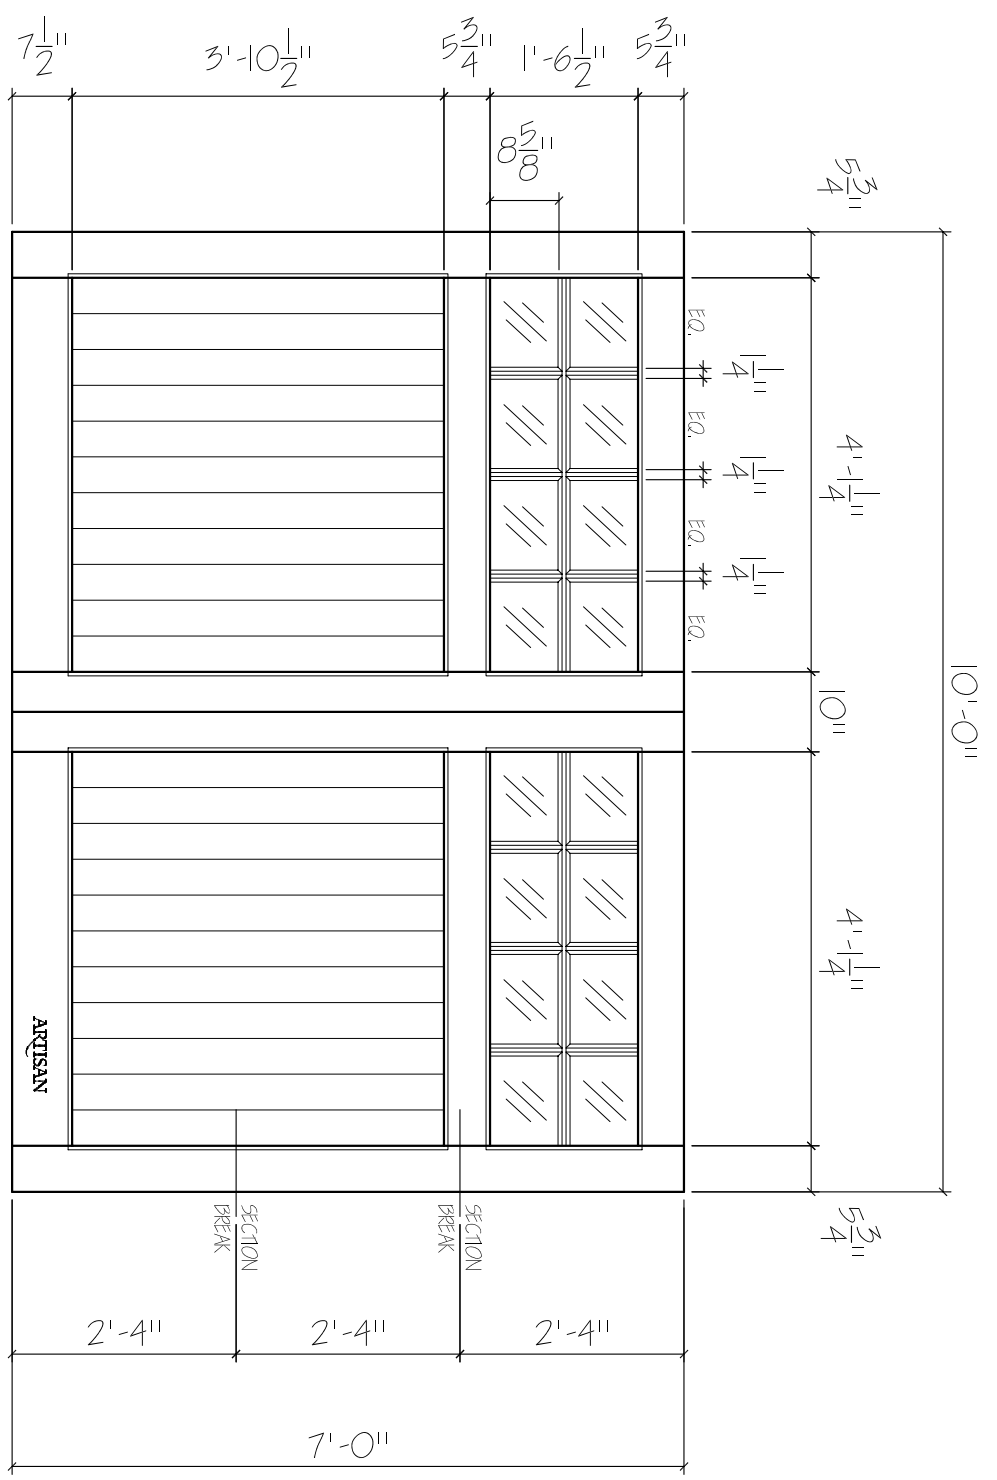 7 1/2"
3'-10 1/2"
5 3/4"
1'-6 1/2"
5 3/4"
8 5/8"
5 3/4"
4'-1 1/4"
10"
4'-1 1/4"
5 3/4"
10'-0"
EQ.
1 1/4"
EQ.
1 1/4"
EQ.
1 1/4"
EQ.
ARTISAN
SECTION
BREAK
SECTION
BREAK
2'-4"
2'-4"
2'-4"
7'-0"